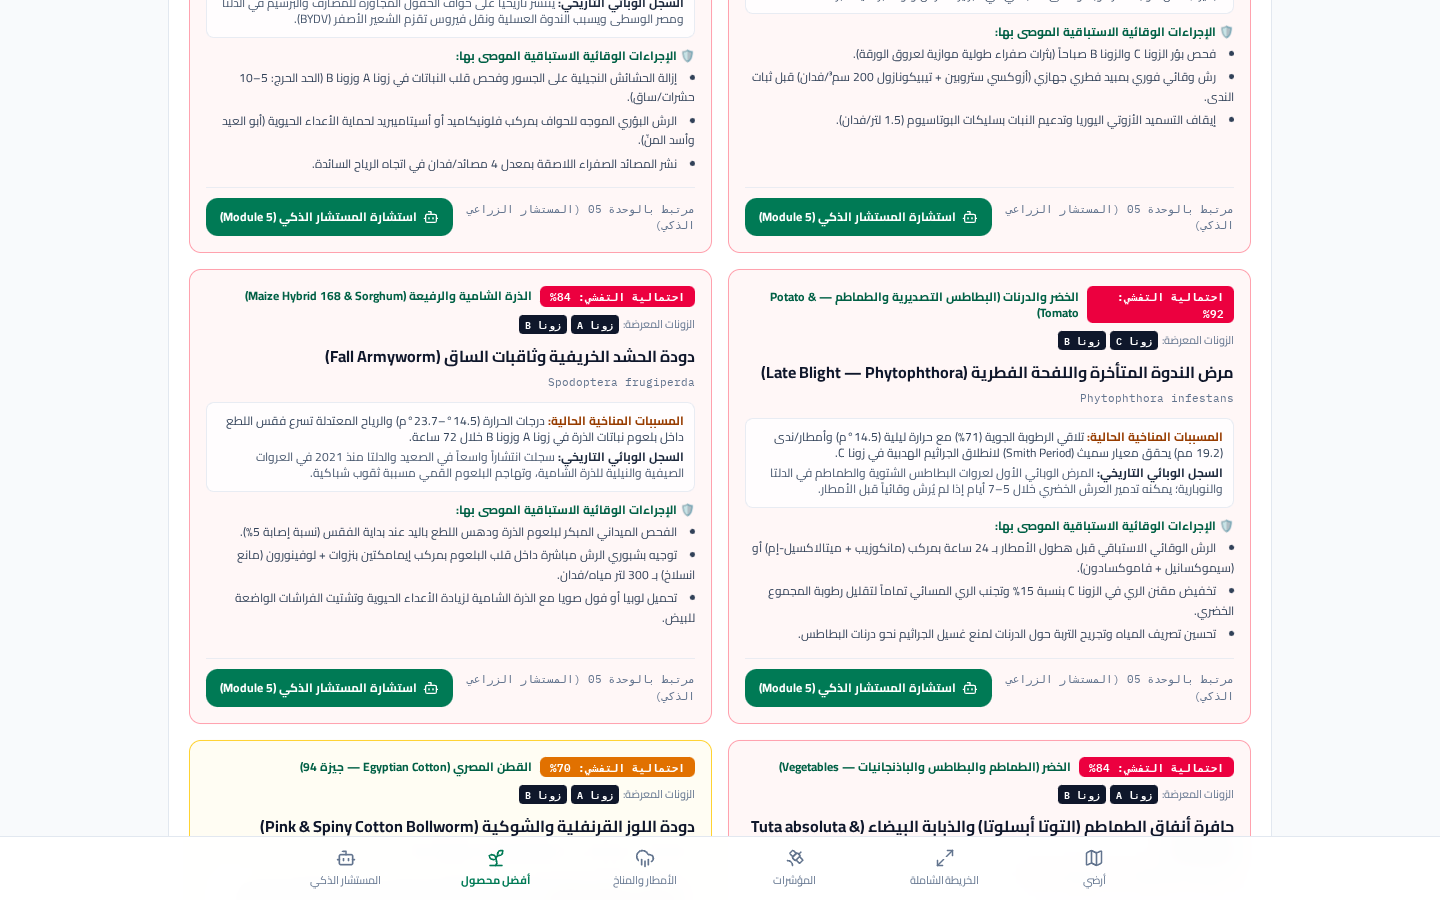 🛡️ الإجراءات الوقائية الاستباقية الموصى بها:
فحص بؤر الزونا C والزونا B صباحاً (بثرات صفراء طولية موازية لعروق الورقة).
رش وقائي فوري بمبيد فطري جهازي (أزوكسي ستروبين + تيبيكونازول 200 سم³/فدان) قبل ثبات
الندى.
إيقاف التسميد الأزوتي اليوريا وتدعيم النبات بسليكات البوتاسيوم (1.5 لتر/فدان).
مرتبط بالوحدة 05 (المستشار الزراعي
الذكي)
استشارة المستشار الذكي (Module 5)
السجل الوبائي التاريخي: ينتشر تاريخياً على حواف الحقول المجاورة للمصارف والبرسيم في الدلتا
ومصر الوسطى ويسبب الندوة العسلية ونقل فيروس تقزم الشعير الأصفر (BYDV).
🛡️ الإجراءات الوقائية الاستباقية الموصى بها:
إزالة الحشائش النجيلية على الجسور وفحص قلب النباتات في زونا A وزونا B (الحد الحرج: 5–10
حشرات/ساق).
الرش البؤري الموجه للحواف بمركب فلونيكاميد أو أسيتاميبريد لحماية الأعداء الحيوية (أبو العيد
وأسد المنّ).
نشر المصائد الصفراء اللاصقة بمعدل 4 مصائد/فدان في اتجاه الرياح السائدة.
مرتبط بالوحدة 05 (المستشار الزراعي
الذكي)
استشارة المستشار الذكي (Module 5)
احتمالية التفشي:
92%
الخضر والدرنات (البطاطس التصديرية والطماطم — Potato &
Tomato)
الزونات المعرضة: زونا C زونا B
مرض الندوة المتأخرة واللفحة الفطرية (Late Blight — Phytophthora)
Phytophthora infestans
المسببات المناخية الحالية: تلاقي الرطوبة الجوية (71%) مع حرارة ليلية (14.5°م) وأمطار/ندى
(19.2 مم) يحقق معيار سميث (Smith Period) لانطلاق الجراثيم الهدبية في زونا C.
السجل الوبائي التاريخي: المرض الوبائي الأول لعروات البطاطس الشتوية والطماطم في الدلتا
والنوبارية؛ يمكنه تدمير العرش الخضري خلال 5–7 أيام إذا لم يُرش وقائياً قبل الأمطار.
🛡️ الإجراءات الوقائية الاستباقية الموصى بها:
الرش الوقائي الاستباقي قبل هطول الأمطار بـ 24 ساعة بمركب (مانكوزيب + ميتالاكسيل-إم) أو
(سيموكسانيل + فاموكسادون).
تخفيض مقنن الري في الزونا C بنسبة 15% وتجنب الري المسائي تماماً لتقليل رطوبة المجموع
الخضري.
تحسين تصريف المياه وتجريح التربة حول الدرنات لمنع غسيل الجراثيم نحو درنات البطاطس.
مرتبط بالوحدة 05 (المستشار الزراعي
الذكي)
استشارة المستشار الذكي (Module 5)
احتمالية التفشي: 84%
الذرة الشامية والرفيعة (Maize Hybrid 168 & Sorghum)
الزونات المعرضة: زونا A زونا B
دودة الحشد الخريفية وثاقبات الساق (Fall Armyworm)
Spodoptera frugiperda
المسببات المناخية الحالية: درجات الحرارة (14.5°–23.7°م) والرياح المعتدلة تسرع فقس اللطع
داخل بلعوم نباتات الذرة في زونا A وزونا B خلال 72 ساعة.
السجل الوبائي التاريخي: سجلت انتشاراً واسعاً في الصعيد والدلتا منذ 2021 في العروات
الصيفية والنيلية للذرة الشامية، وتهاجم البلعوم القمي مسببة ثقوب شباكية.
🛡️ الإجراءات الوقائية الاستباقية الموصى بها:
الفحص الميداني المبكر لبلعوم الذرة ودهس اللطع باليد عند بداية الفقس (نسبة إصابة 5%).
توجيه بشبوري الرش مباشرة داخل قلب البلعوم بمركب إيمامكتين بنزوات + لوفينورون (مانع
انسلاخ) بـ 300 لتر مياه/فدان.
تحميل لوبيا أو فول صويا مع الذرة الشامية لزيادة الأعداء الحيوية وتشتيت الفراشات الواضعة
للبيض.
مرتبط بالوحدة 05 (المستشار الزراعي
الذكي)
استشارة المستشار الذكي (Module 5)
احتمالية التفشي: 84%
الخضر (الطماطم والبطاطس والباذنجانيات — Vegetables)
الزونات المعرضة: زونا A زونا B
حافرة أنفاق الطماطم (التوتا أبسلوتا) والذبابة البيضاء (Tuta absoluta &
احتمالية التفشي: 70%
القطن المصري (Egyptian Cotton — جيزة 94)
الزونات المعرضة: زونا A زونا B
دودة اللوز القرنفلية والشوكية (Pink & Spiny Cotton Bollworm)
أرضي
الخريطة الشاملة
المؤشرات
الأمطار والمناخ
أفضل محصول
المستشار الذكي